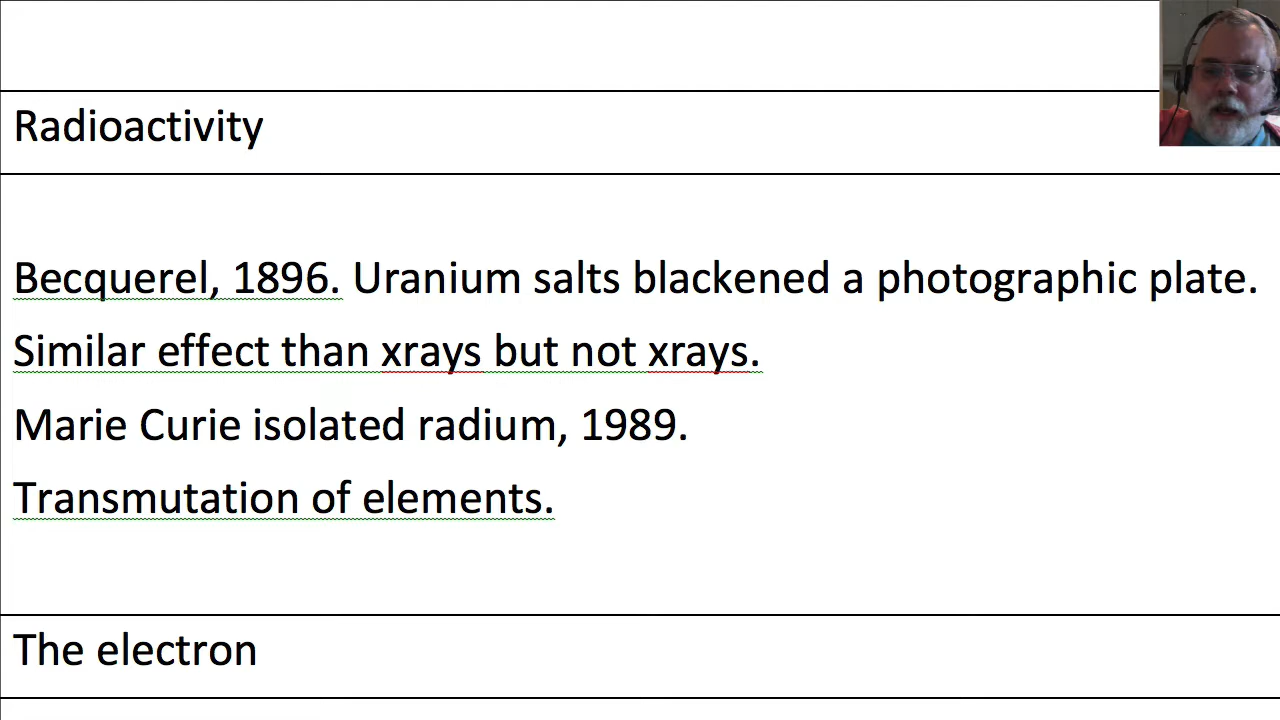 Radioactivity
Becquerel, 1896. Uranium salts blackened a photographic plate.
Similar effect than xrays but not xrays.
Marie Curie isolated radium, 1989.
Transmutation of elements.
The electron